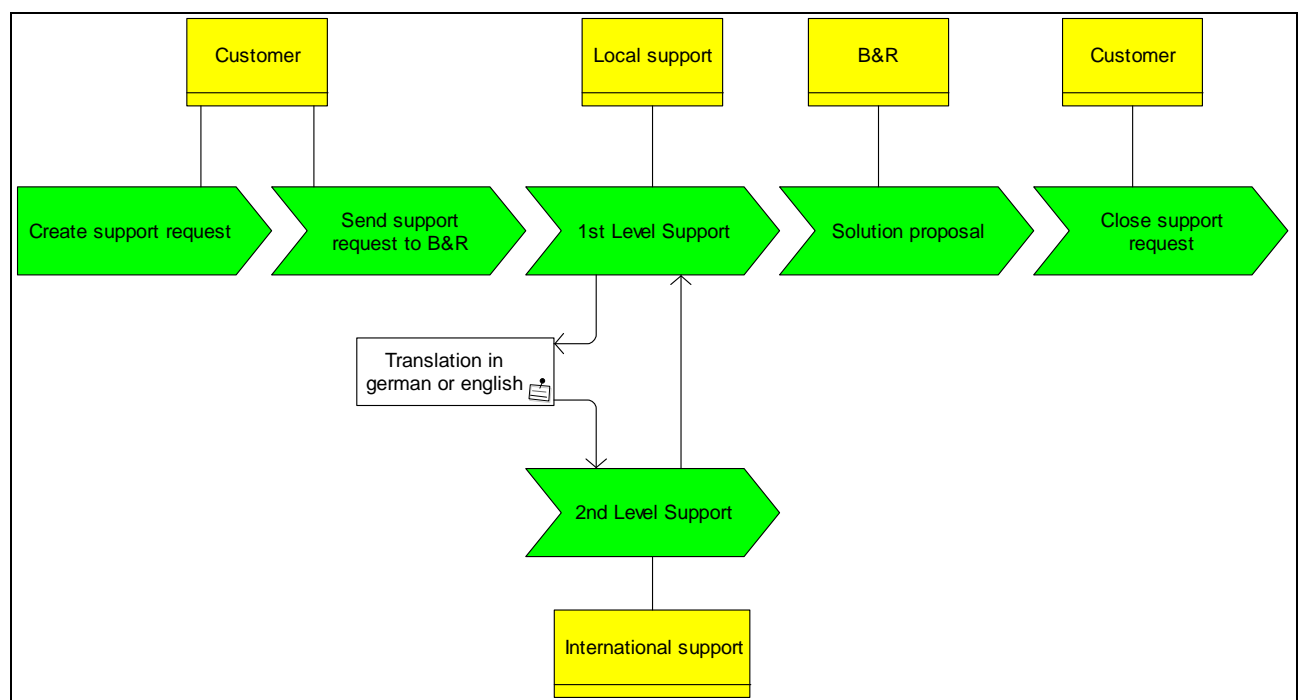 Customer
Local support
B&R
Customer
Create support request
Send support
request to B&R
1st Level Support
Solution proposal
Close support
request
Translation in
german or english
2nd Level Support
International support